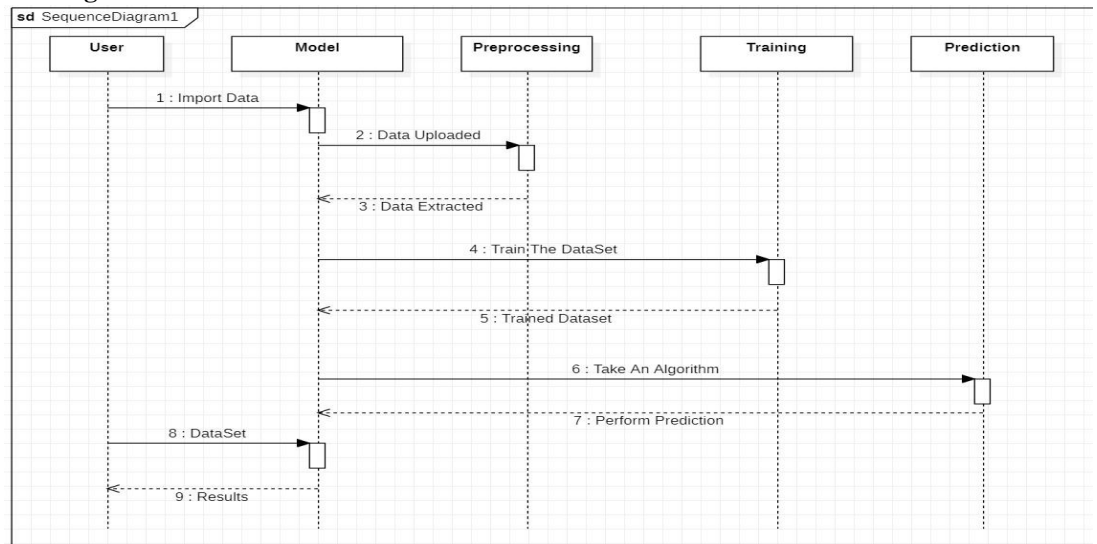 sd SequenceDiagram1
User Model Preprocessing Training Prediction
1 : Import Data
2 : Data Uploaded
3 : Data Extracted
4 : Train The DataSet
5 : Trained Dataset
6 : Take An Algorithm
7 : Perform Prediction
8 : DataSet
9 : Results